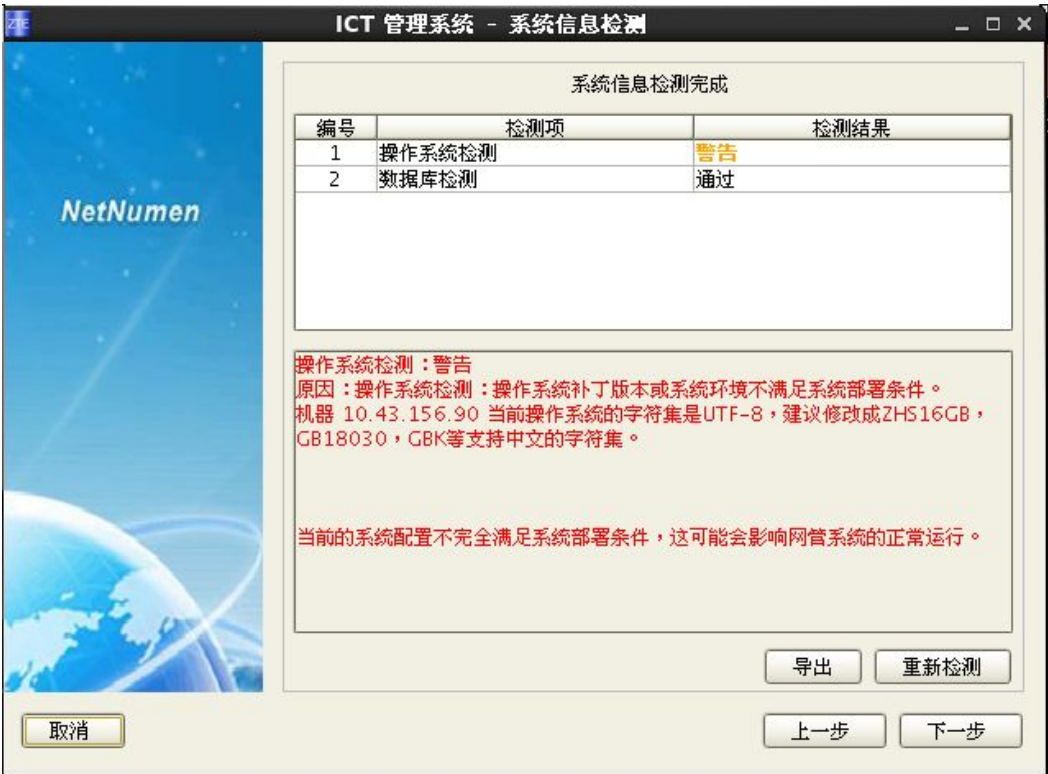 ZTE
ICT 管理系统 - 系统信息检测
系统信息检测完成
编号 检测项 检测结果
1 操作系统检测 警告
2 数据库检测 通过
NetNumen
操作系统检测：警告
原因：操作系统检测：操作系统补丁版本或系统环境不满足系统部署条件。
机器 10.43.156.90 当前操作系统的字符集是UTF-8，建议修改成ZHS16GB，
GB18030，GBK等支持中文的字符集。
当前的系统配置不完全满足系统部署条件，这可能会影响网管系统的正常运行。
导出 重新检测
取消 上一步 下一步